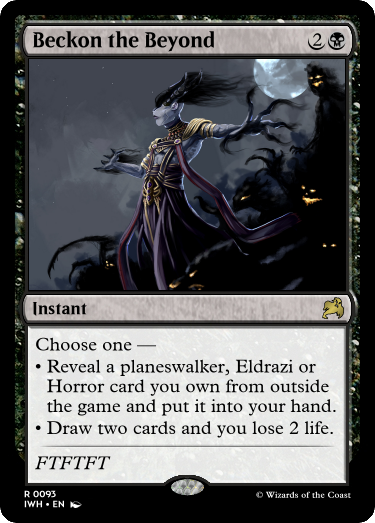 Beckon the Beyond 2
Instant
Choose one —
• Reveal a planeswalker, Eldrazi or
Horror card you own from outside
the game and put it into your hand.
• Draw two cards and you lose 2 life.
FTFTFT
R 0093
IWH • EN
© Wizards of the Coast